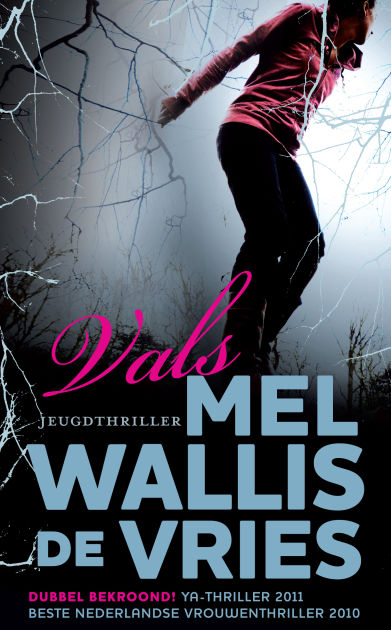 Vals
JEUGDTHRILLER
MEL
WALLIS
DE VRIES
DUBBEL BEKROOND! YA-THRILLER 2011
BESTE NEDERLANDSE VROUWENTHRILLER 2010